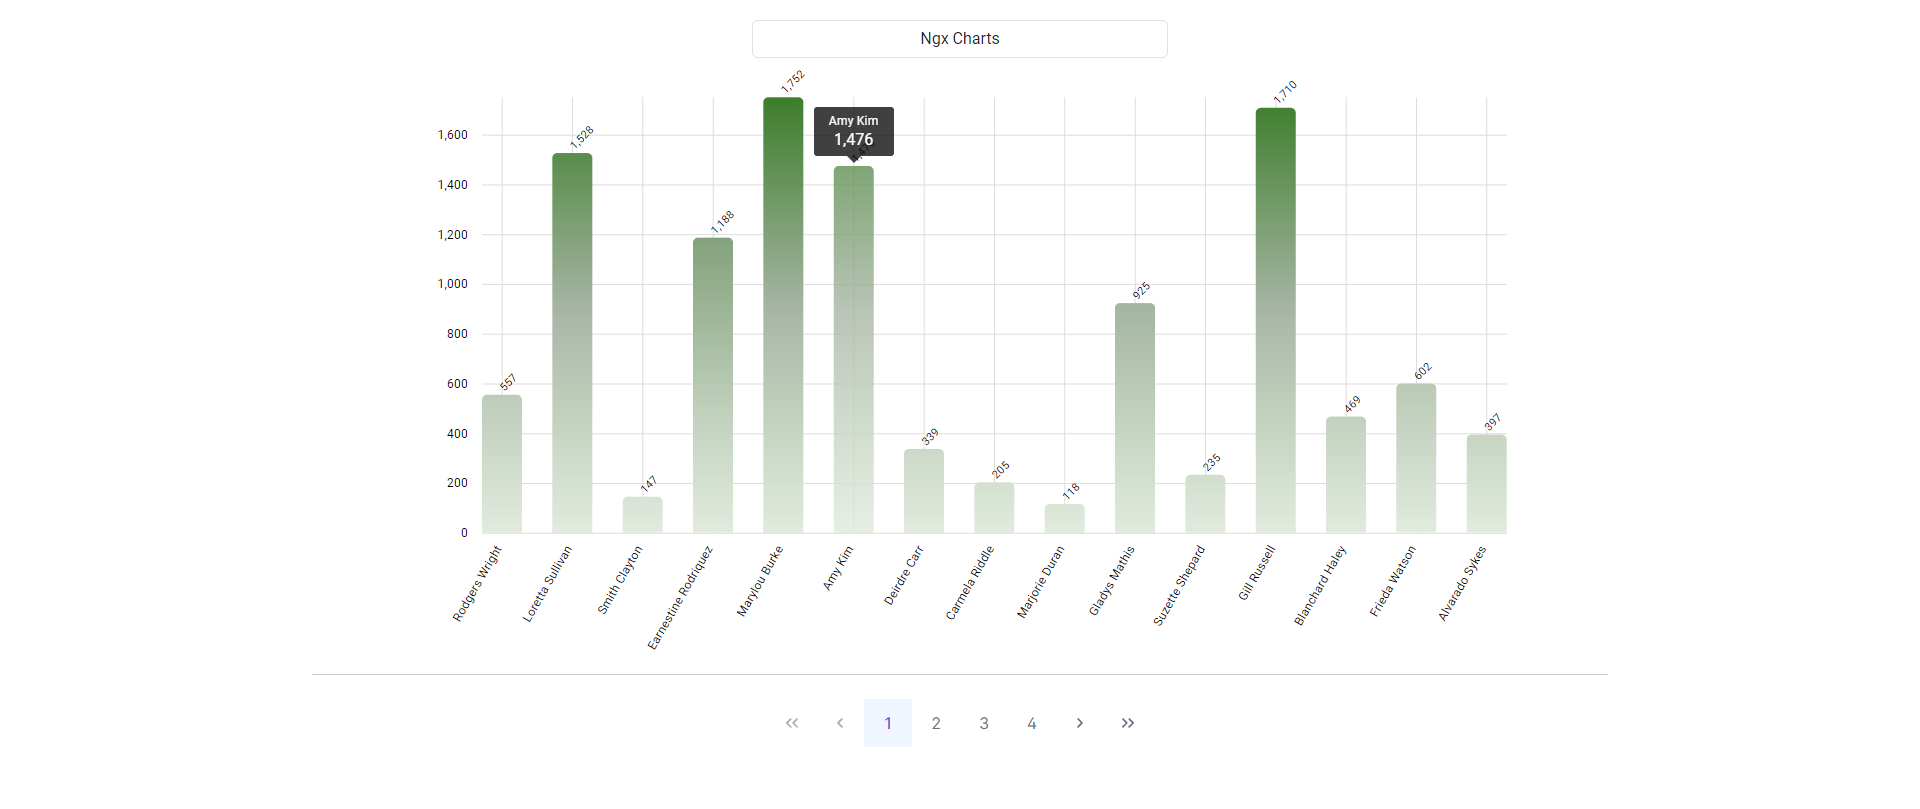 Ngx Charts
1,752
1,710
Amy Kim
1,476
1,528
1,600
1,400
1,188
1,200
925
1,000
800
557
602
600
469
397
339
400
205
235
147
118
200
0
Rodgers Wright
Loretta Sullivan
Smith Clayton
Earnestine Rodriquez
Marylou Burke
Amy Kim
Deirdre Carr
Carmela Riddle
Marjorie Duran
Gladys Mathis
Suzette Shepard
Gill Russell
Blanchard Haley
Frieda Watson
Alvarado Sykes
1 2 3 4